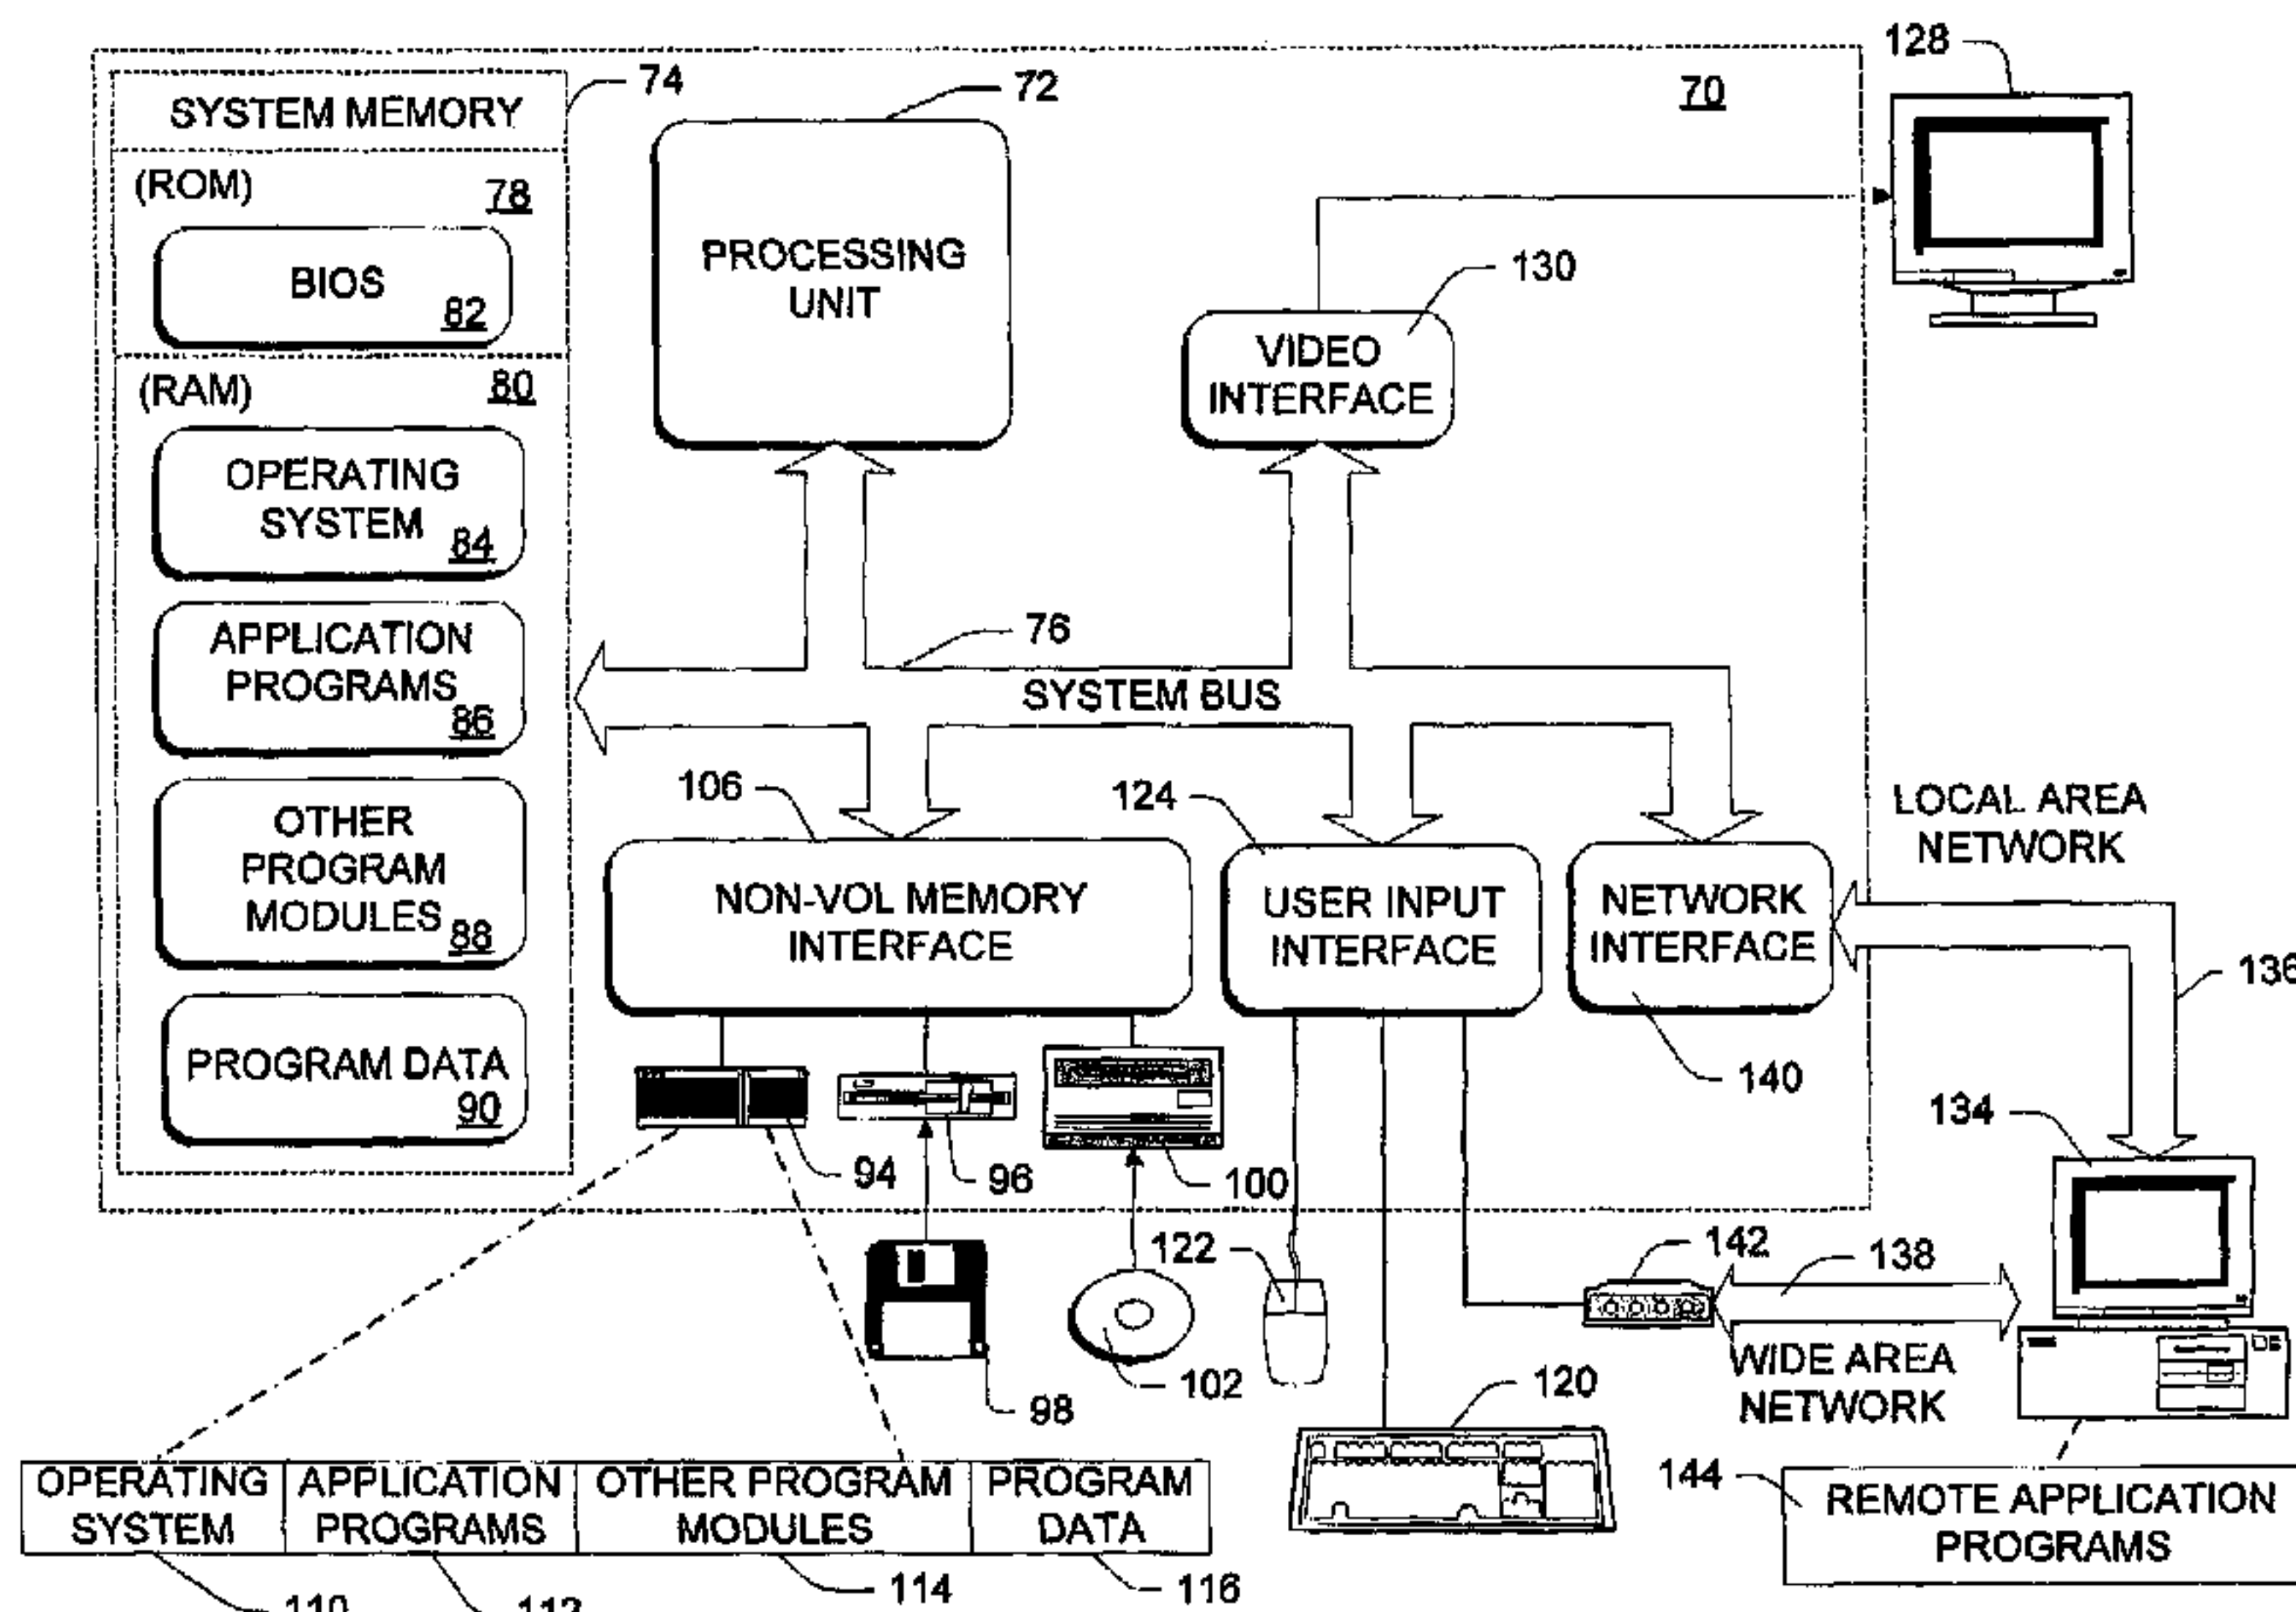 128
74
72
70
SYSTEM MEMORY
(ROM)
78
BIOS
82
PROCESSING
UNIT
130
VIDEO
INTERFACE
(RAM)
80
OPERATING
SYSTEM
84
APPLICATION
PROGRAMS
86
76
SYSTEM BUS
OTHER
PROGRAM
MODULES
88
106
124
LOCAL AREA
NETWORK
NON-VOL MEMORY
INTERFACE
USER INPUT
INTERFACE
NETWORK
INTERFACE
136
PROGRAM DATA
90
140
134
94
96
100
122
142
138
98
102
120
WIDE AREA
NETWORK
OPERATING
SYSTEM
APPLICATION
PROGRAMS
OTHER PROGRAM
MODULES
PROGRAM
DATA
144
REMOTE APPLICATION
PROGRAMS
110
114
116